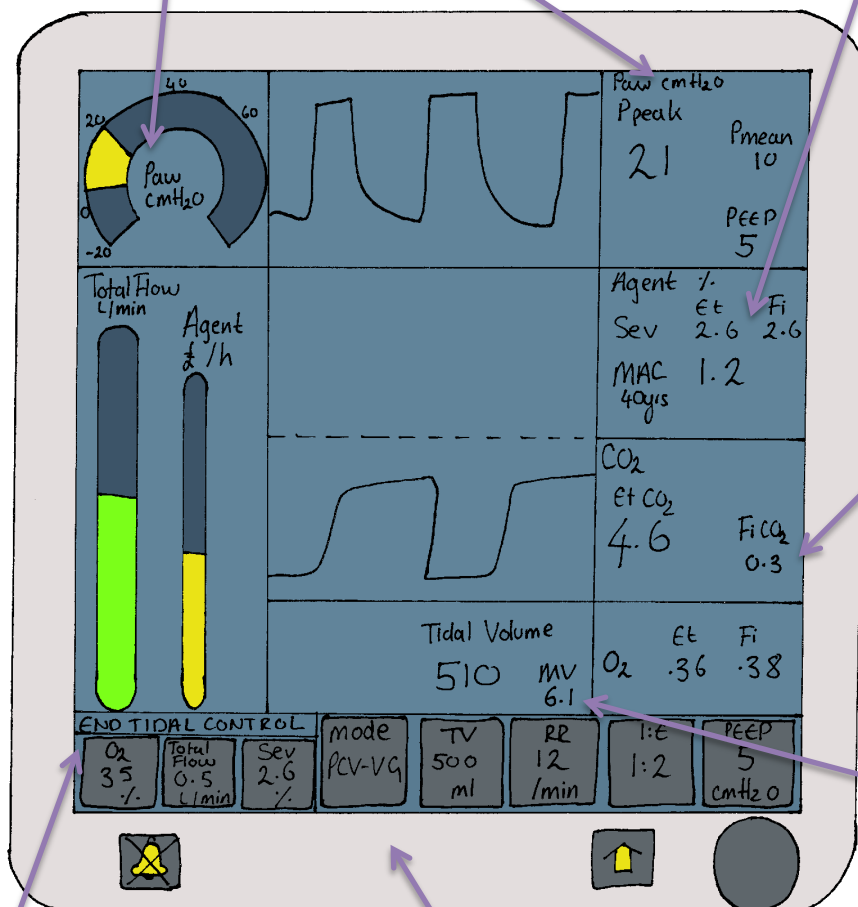 20
40
60
0
-20
Paw
cmH2O
Paw cmH2O
Ppeak
21
Pmean
10
PEEP
5
Total Flow
L/min
Agent
£/h
Agent %
Et Fi
Sev 2.6 2.6
MAC 1.2
40yrs
CO2
Et CO2
4.6
FiCO2
0.3
Tidal Volume
510
MV
6.1
Et Fi
O2 .36 .38
END TIDAL CONTROL
O2
35
%
Total
Flow
0.5
L/min
Sev
2.6
%
mode
PCV-VG
TV
500
ml
RR
12
/min
I:E
1:2
PEEP
5
cmH2O